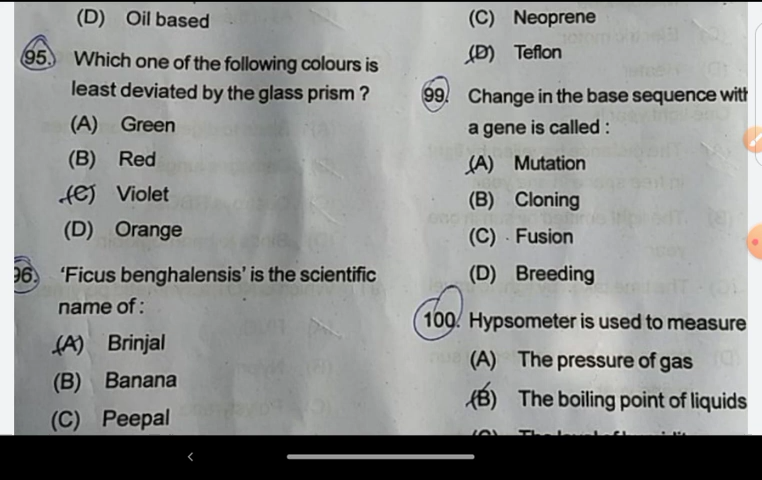 (D) Oil based
95. Which one of the following colours is
least deviated by the glass prism ?
(A) Green
(B) Red
(C) Violet
(D) Orange
96. 'Ficus benghalensis' is the scientific
name of :
(A) Brinjal
(B) Banana
(C) Peepal
(C) Neoprene
(D) Teflon
99. Change in the base sequence with
a gene is called :
(A) Mutation
(B) Cloning
(C) Fusion
(D) Breeding
100. Hypsometer is used to measure
(A) The pressure of gas
(B) The boiling point of liquids